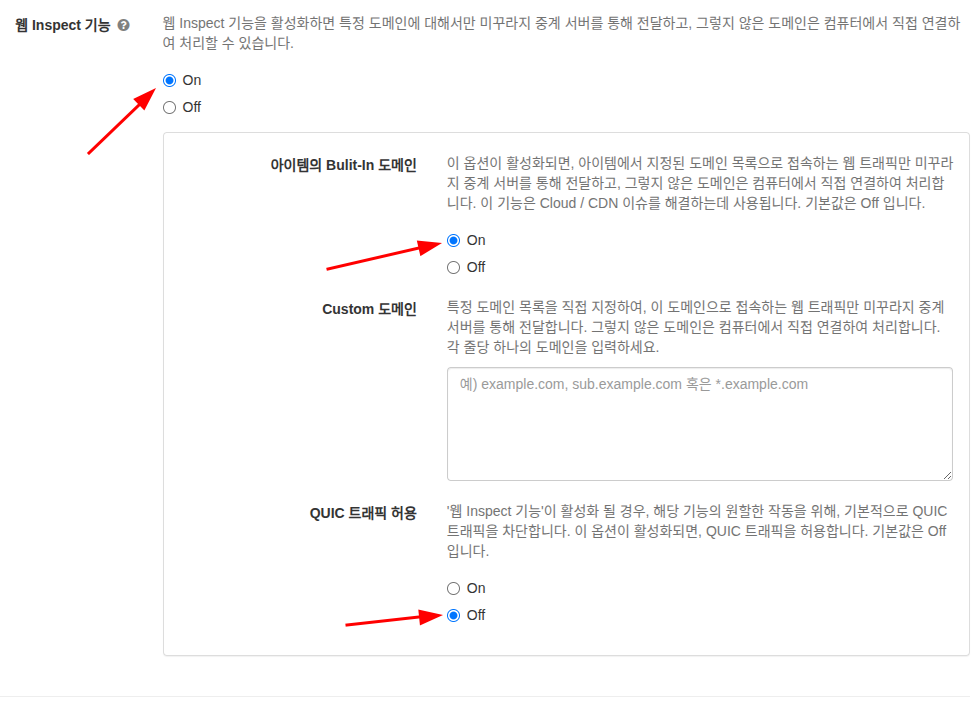 웹 Inspect 기능
웹 Inspect 기능을 활성화하면 특정 도메인에 대해서만 미꾸라지 중계 서버를 통해 전달하고, 그렇지 않은 도메인은 컴퓨터에서 직접 연결하
여 처리할 수 있습니다.
On
Off
아이템의 Bulit-In 도메인
이 옵션이 활성화되면, 아이템에서 지정된 도메인 목록으로 접속하는 웹 트래픽만 미꾸라
지 중계 서버를 통해 전달하고, 그렇지 않은 도메인은 컴퓨터에서 직접 연결하여 처리합
니다. 이 기능은 Cloud / CDN 이슈를 해결하는데 사용됩니다. 기본값은 Off 입니다.
On
Off
Custom 도메인
특정 도메인 목록을 직접 지정하여, 이 도메인으로 접속하는 웹 트래픽만 미꾸라지 중계
서버를 통해 전달합니다. 그렇지 않은 도메인은 컴퓨터에서 직접 연결하여 처리합니다.
각 줄당 하나의 도메인을 입력하세요.
예) example.com, sub.example.com 혹은 *.example.com
QUIC 트래픽 허용
'웹 Inspect 기능'이 활성화 될 경우, 해당 기능의 원할한 작동을 위해, 기본적으로 QUIC
트래픽을 차단합니다. 이 옵션이 활성화되면, QUIC 트래픽을 허용합니다. 기본값은 Off
입니다.
On
Off